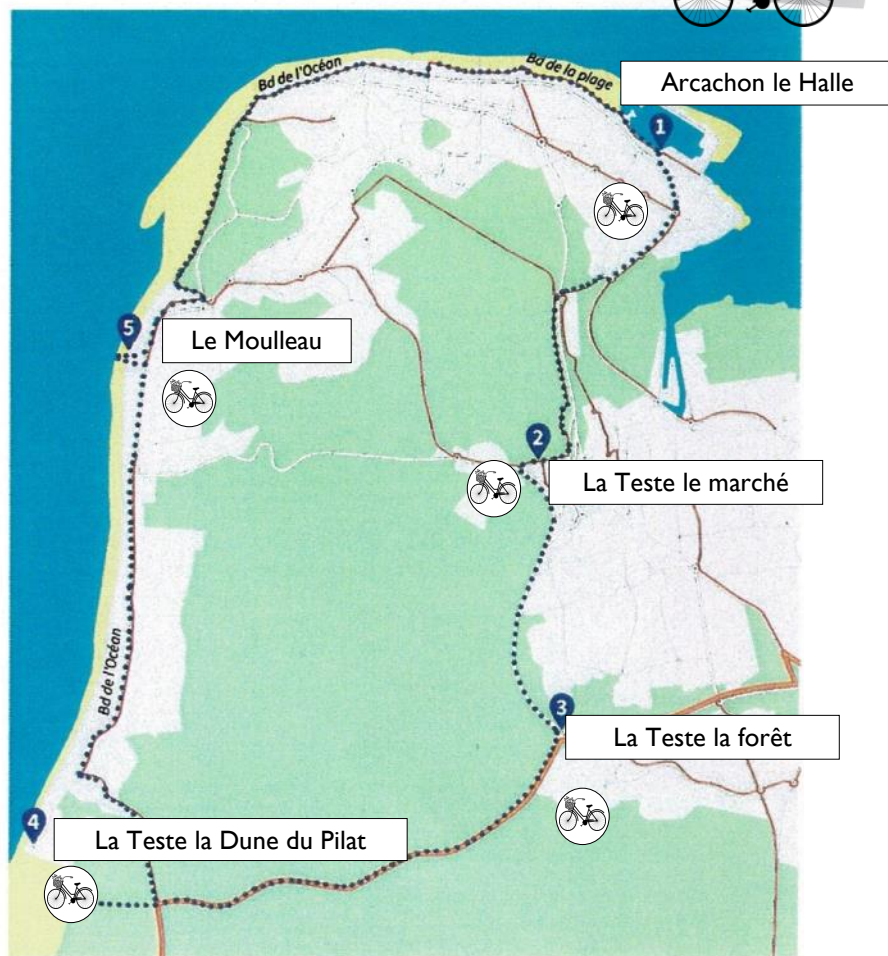 Bd de l'Océan
Bd de la plage
Arcachon le Halle
1
5
Le Moulleau
2
La Teste le marché
Bd de l'Océan
3
La Teste la forêt
4
La Teste la Dune du Pilat